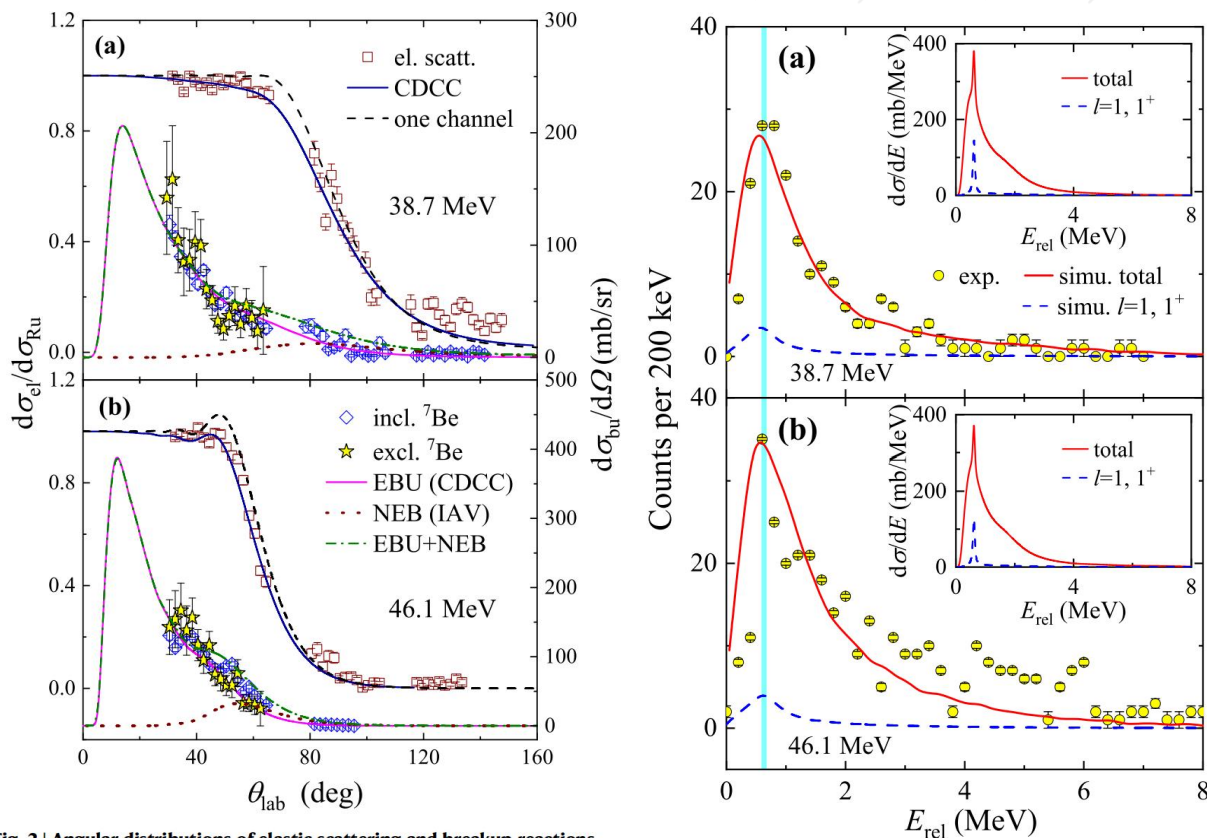 1.2
0.8
0.4
0.0
1.2
0.8
0.4
0.0
dσel/dσRu
(a)
el. scatt.
CDCC
one channel
38.7 MeV
300
200
100
0
500
400
300
200
100
0
dσbu/dΩ (mb/sr)
(b)
incl. ⁷Be
excl. ⁷Be
EBU (CDCC)
NEB (IAV)
EBU+NEB
46.1 MeV
0 40 80 120 160
θlab (deg)
40
20
0
40
20
0
Counts per 200 keV
(a)
400
200
0
dσ/dE (mb/MeV)
total
l=1, 1⁺
0 4 8
Erel (MeV)
exp.
simu. total
simu. l=1, 1⁺
38.7 MeV
(b)
400
200
0
dσ/dE (mb/MeV)
total
l=1, 1⁺
0 4 8
Erel (MeV)
46.1 MeV
0 2 4 6 8
Erel (MeV)